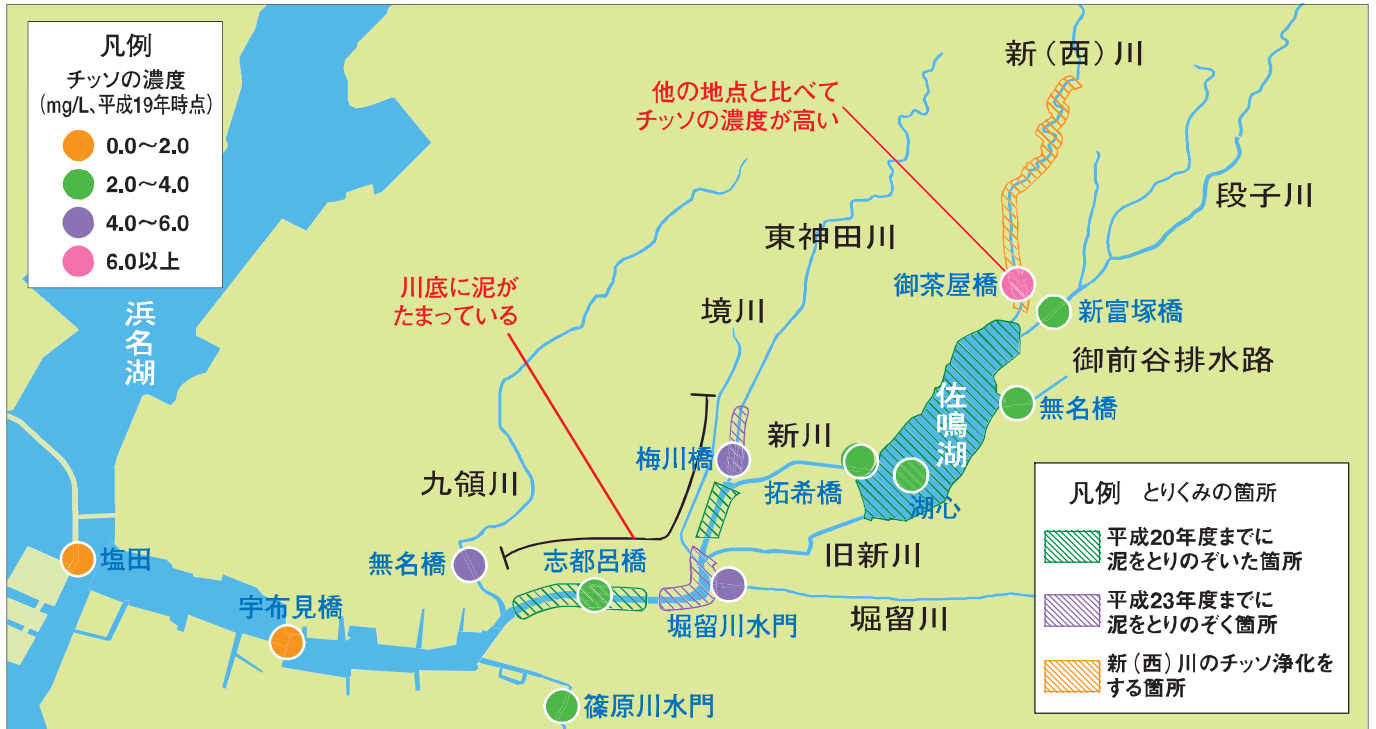 凡例
チッソの濃度
(mg/L、平成19年時点)
0.0〜2.0
2.0〜4.0
4.0〜6.0
6.0以上
浜名湖
新(西)川
他の地点と比べて
チッソの濃度が高い
段子川
東神田川
御茶屋橋
新富塚橋
川底に泥が
たまっている
境川
御前谷排水路
無名橋
佐鳴湖
新川
梅川橋
拓希橋
湖心
九領川
旧新川
塩田
無名橋
志都呂橋
宇布見橋
堀留川水門
堀留川
篠原川水門
凡例 とりくみの箇所
平成20年度までに
泥をとりのぞいた箇所
平成23年度までに
泥をとりのぞく箇所
新(西)川のチッソ浄化を
する箇所